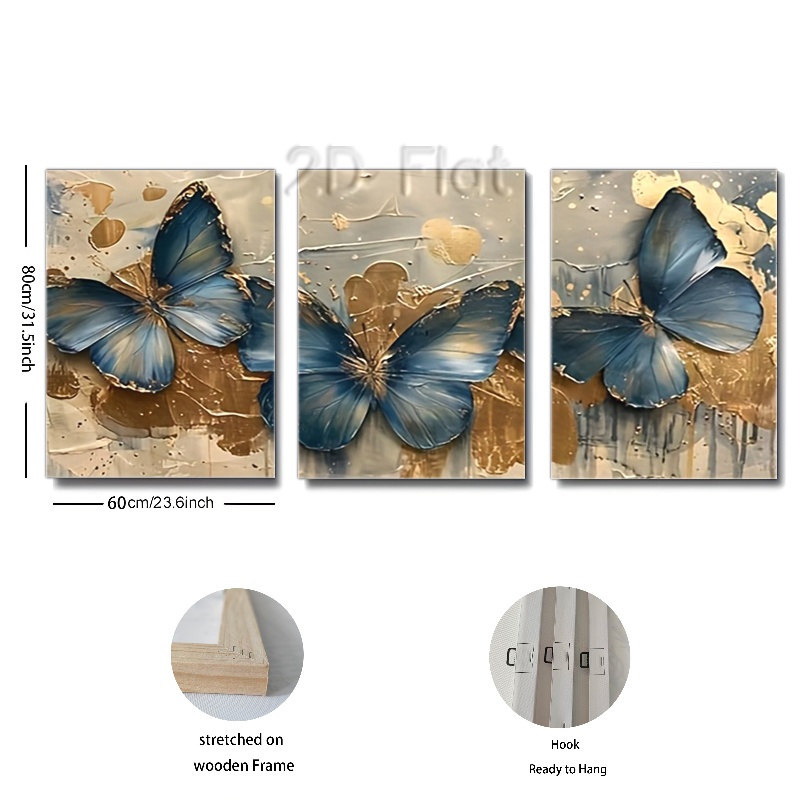 2D Flat
80cm/31.5inch
60cm/23.6inch
stretched on
wooden Frame
Hook
Ready to Hang